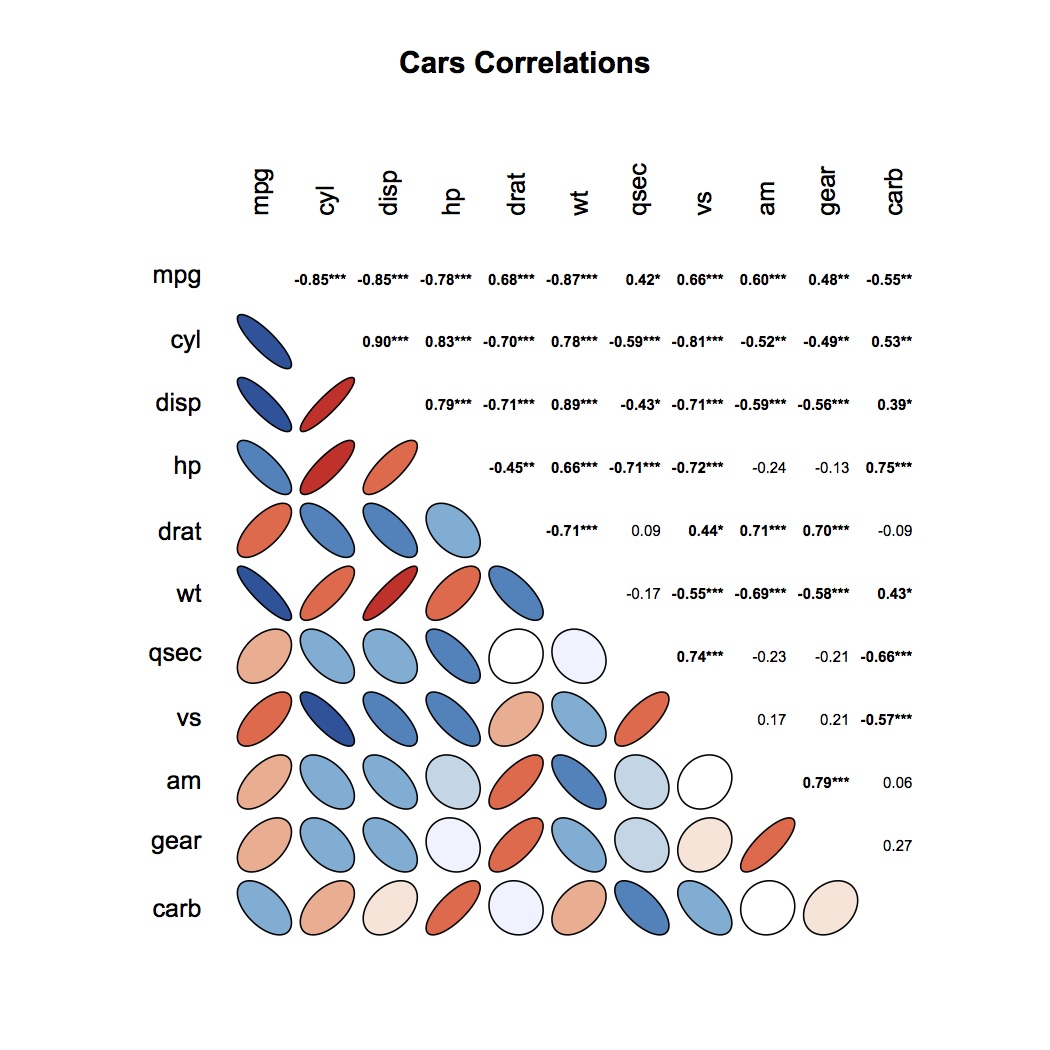 Cars Correlations
mpg cyl disp hp drat wt qsec vs am gear carb
mpg -0.85*** -0.85*** -0.78*** 0.68*** -0.87*** 0.42* 0.66*** 0.60*** 0.48** -0.55**
cyl 0.90*** 0.83*** -0.70*** 0.78*** -0.59*** -0.81*** -0.52** -0.49** 0.53**
disp 0.79*** -0.71*** 0.89*** -0.43* -0.71*** -0.59*** -0.56*** 0.39*
hp -0.45** 0.66*** -0.71*** -0.72*** -0.24 -0.13 0.75***
drat -0.71*** 0.09 0.44* 0.71*** 0.70*** -0.09
wt -0.17 -0.55*** -0.69*** -0.58*** 0.43*
qsec 0.74*** -0.23 -0.21 -0.66***
vs 0.17 0.21 -0.57***
am 0.79*** 0.06
gear 0.27
carb